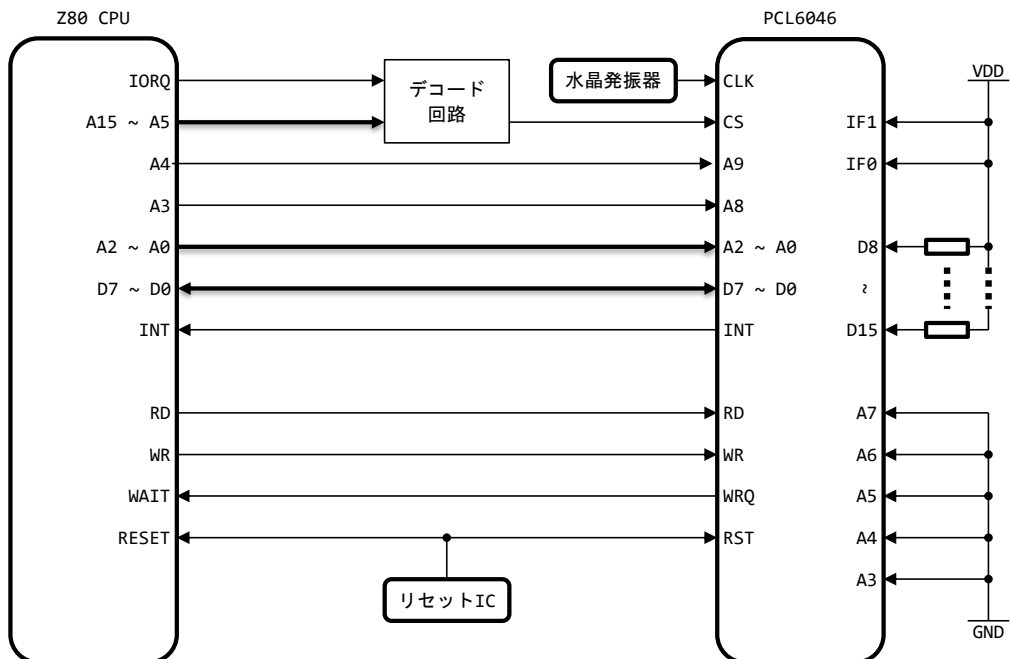 Z80 CPU
PCL6046
IORQ
デコード
回路
水晶発振器
CLK
VDD
A15 ~ A5
CS
IF1
A4
A9
IF0
A3
A8
A2 ~ A0
A2 ~ A0
D8
D7 ~ D0
D7 ~ D0
~
INT
INT
D15
RD
RD
A7
WR
WR
A6
WAIT
WRQ
A5
RESET
RST
A4
リセットIC
A3
GND